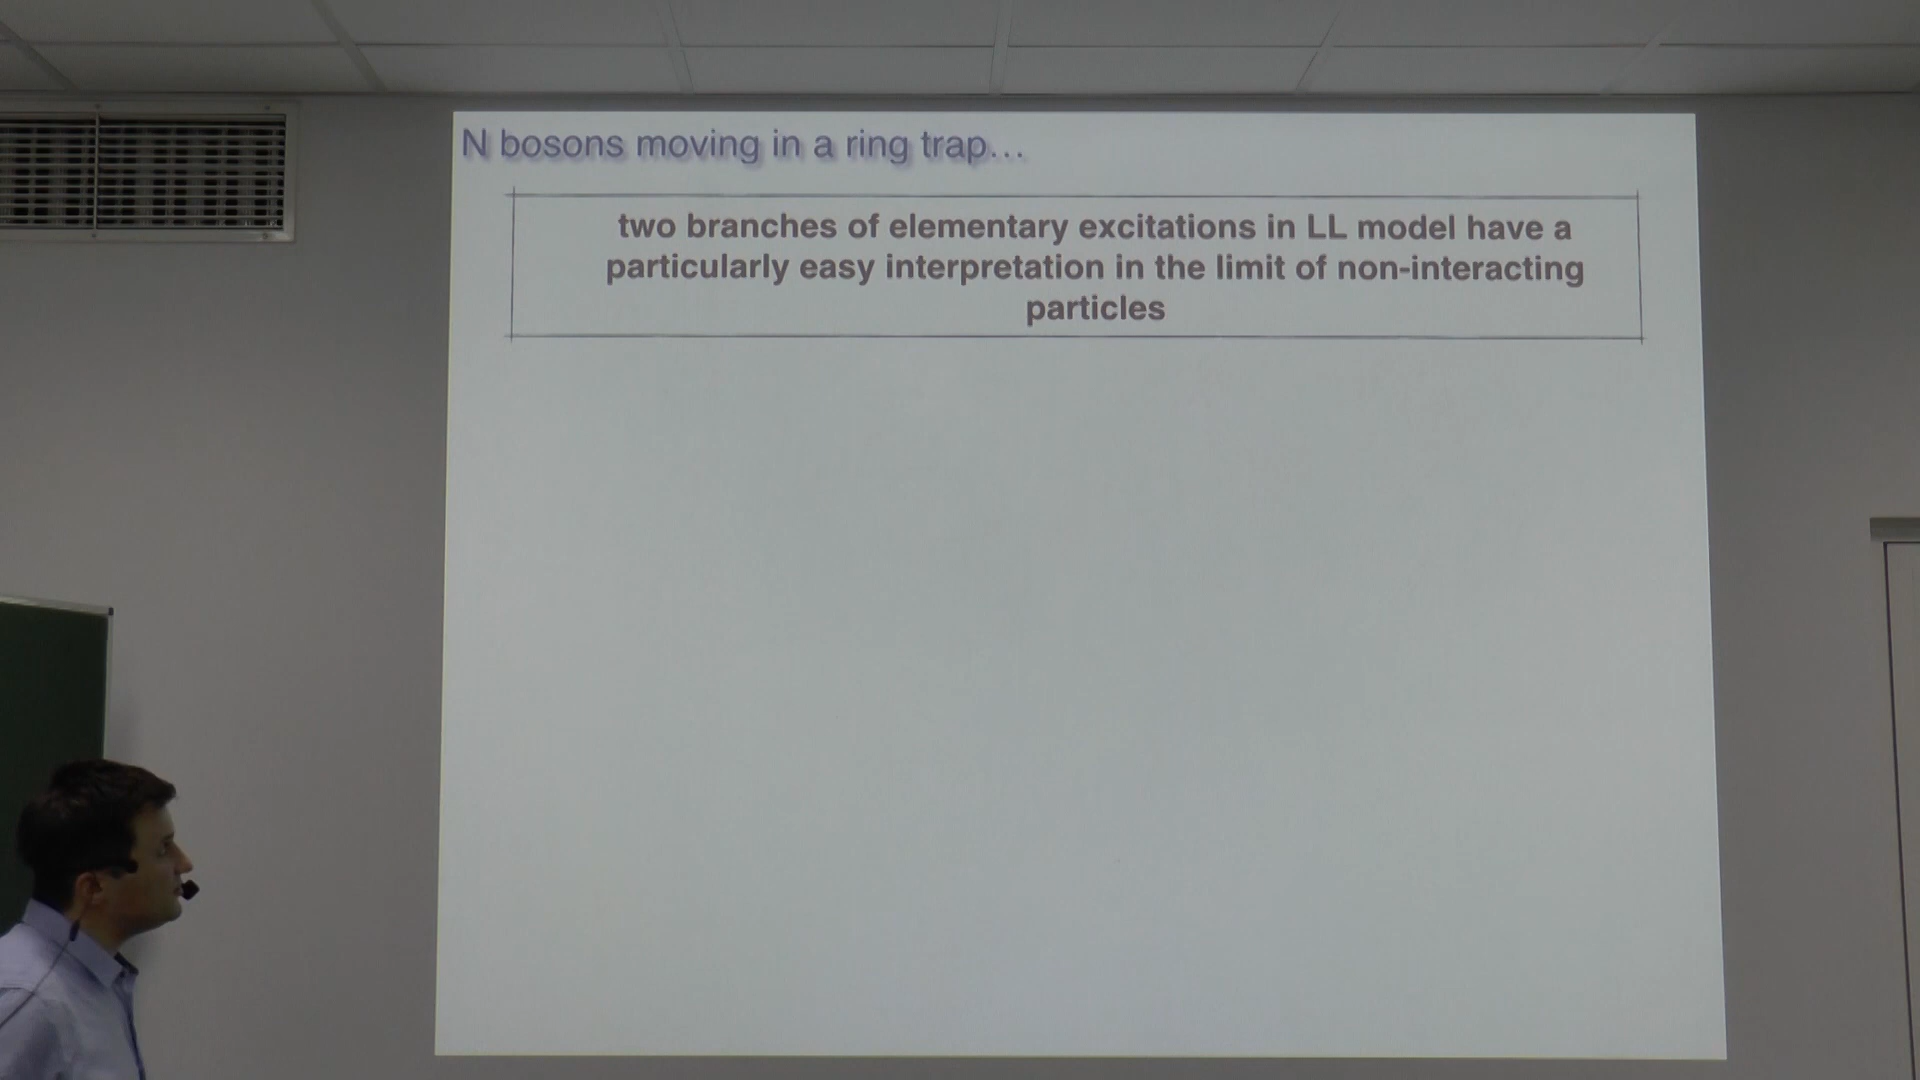 N bosons moving in a ring trap…
two branches of elementary excitations in LL model have a
particularly easy interpretation in the limit of non-interacting
particles